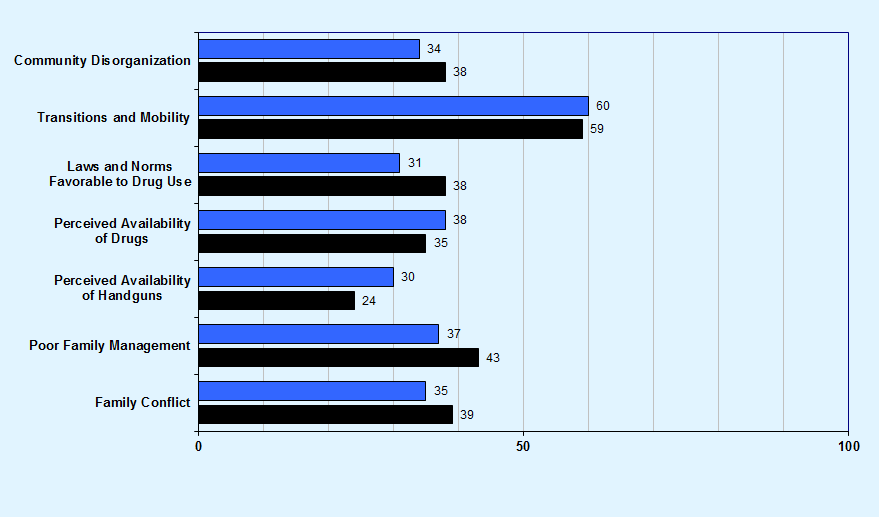 Community Disorganization
34
38
Transitions and Mobility
60
59
Laws and Norms
Favorable to Drug Use
31
38
Perceived Availability
of Drugs
38
35
Perceived Availability
of Handguns
30
24
Poor Family Management
37
43
Family Conflict
35
39
0 50 100